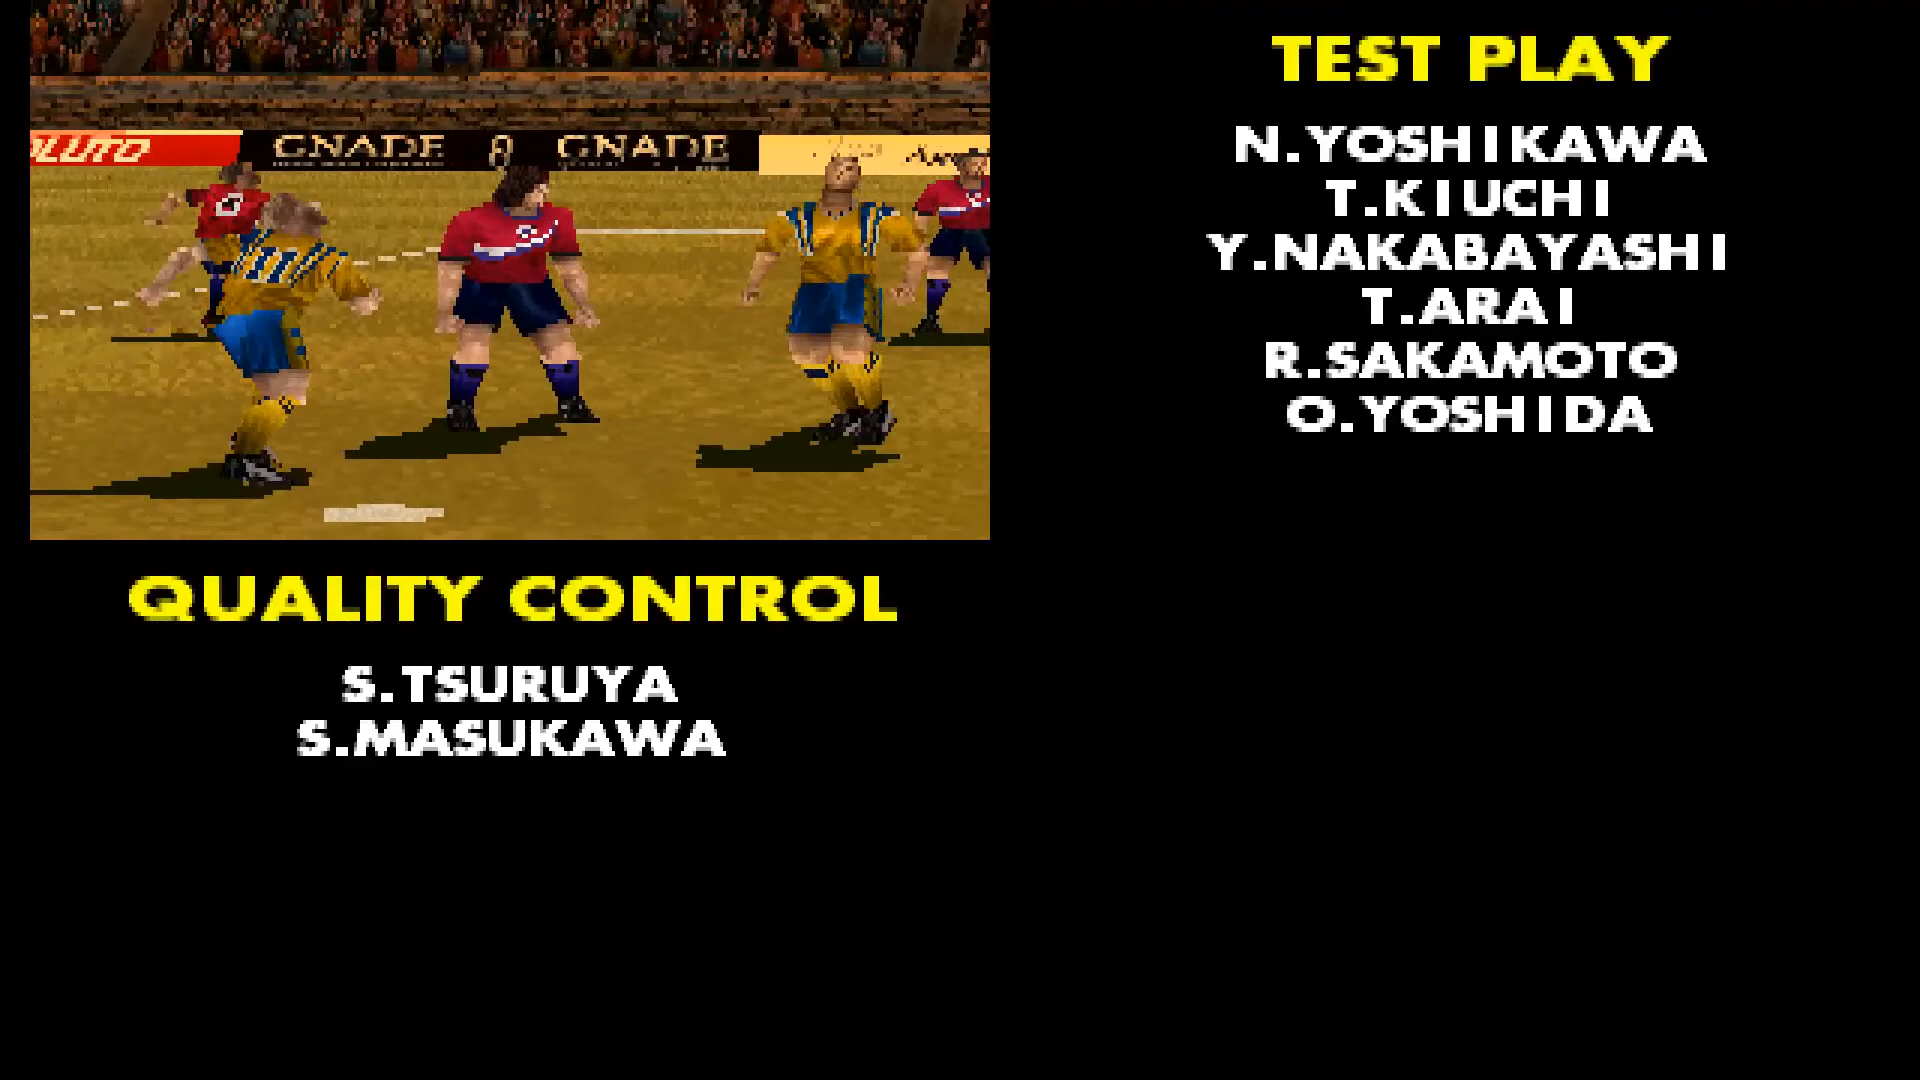 GNADE GNADE
QUALITY CONTROL
S.TSURUYA
S.MASUKAWA
TEST PLAY
N.YOSHIKAWA
T.KIUCHI
Y.NAKABAYASHI
T.ARAI
R.SAKAMOTO
O.YOSHIDA